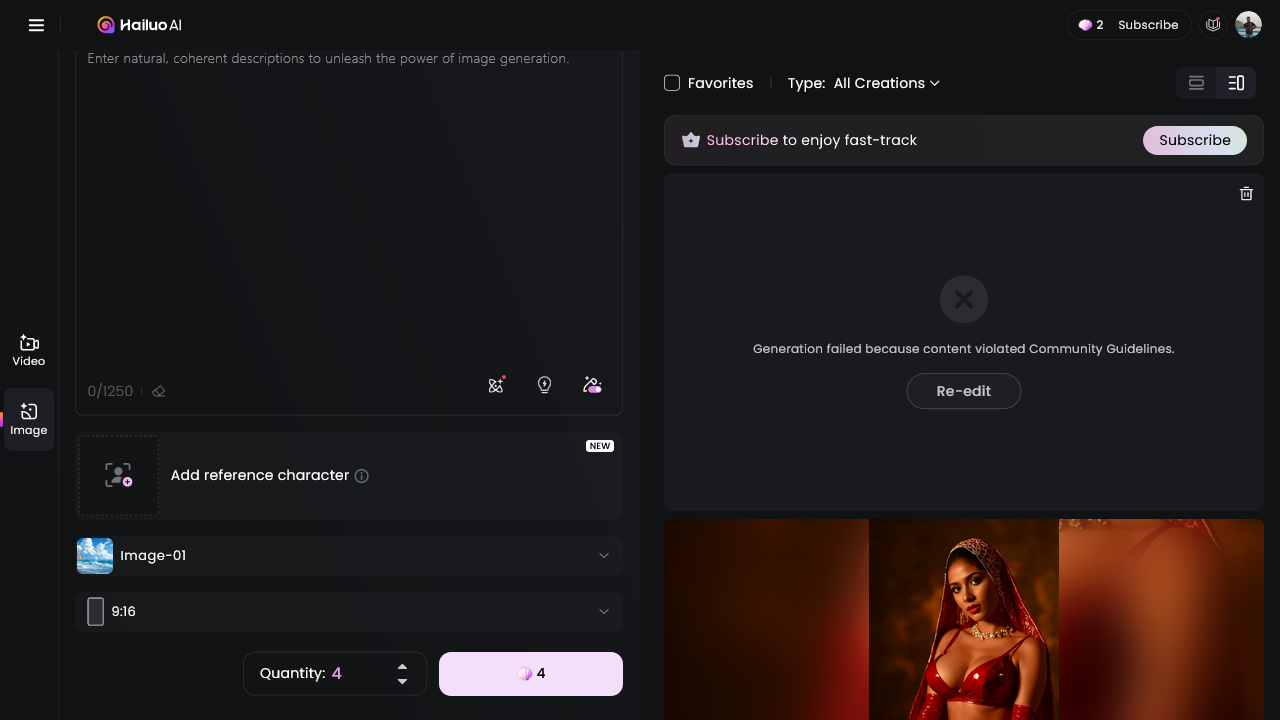 Hailuo AI
2 Subscribe
Enter natural, coherent descriptions to unleash the power of image generation.
0/1250
Video
Image
NEW
Add reference character
Image-01
9:16
Quantity: 4
4
Favorites
Type: All Creations
Subscribe to enjoy fast-track
Subscribe
Generation failed because content violated Community Guidelines.
Re-edit